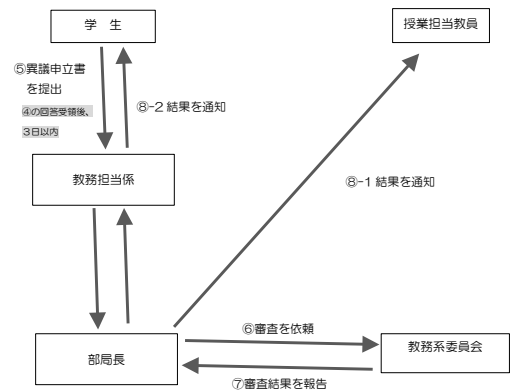 学 生
授業担当教員
⑤異議申立書
を提出
④の回答受領後、
3日以内
⑧-2 結果を通知
教務担当係
⑧-1 結果を通知
⑥審査を依頼
部局長
教務系委員会
⑦審査結果を報告